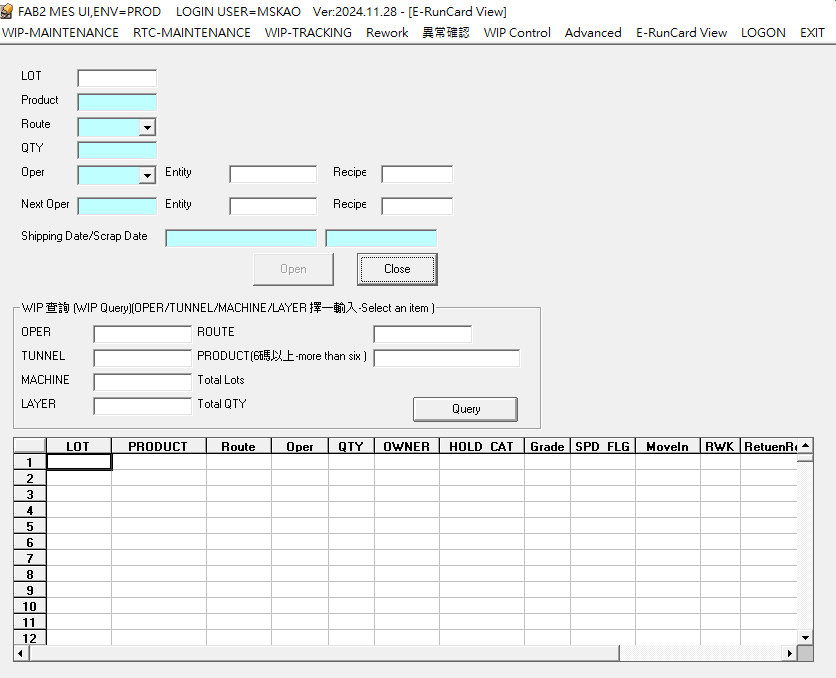 FAB2 MES UI,ENV=PROD LOGIN USER=MSKAO Ver:2024.11.28 - [E-RunCard View]
WIP-MAINTENANCE RTC-MAINTENANCE WIP-TRACKING Rework 異常確認 WIP Control Advanced E-RunCard View LOGON EXIT
LOT
Product
Route
QTY
Oper Entity Recipe
Next Oper Entity Recipe
Shipping Date/Scrap Date
Open Close
WIP 查詢 (WIP Query)(OPER/TUNNEL/MACHINE/LAYER 擇一輸入-Select an item )
OPER ROUTE
TUNNEL PRODUCT(6碼以上-more than six )
MACHINE Total Lots
LAYER Total QTY Query
LOT PRODUCT Route Oper QTY OWNER HOLD_CAT Grade SPD_FLG MoveIn RWK RetuenRo
1
2
3
4
5
6
7
8
9
10
11
12